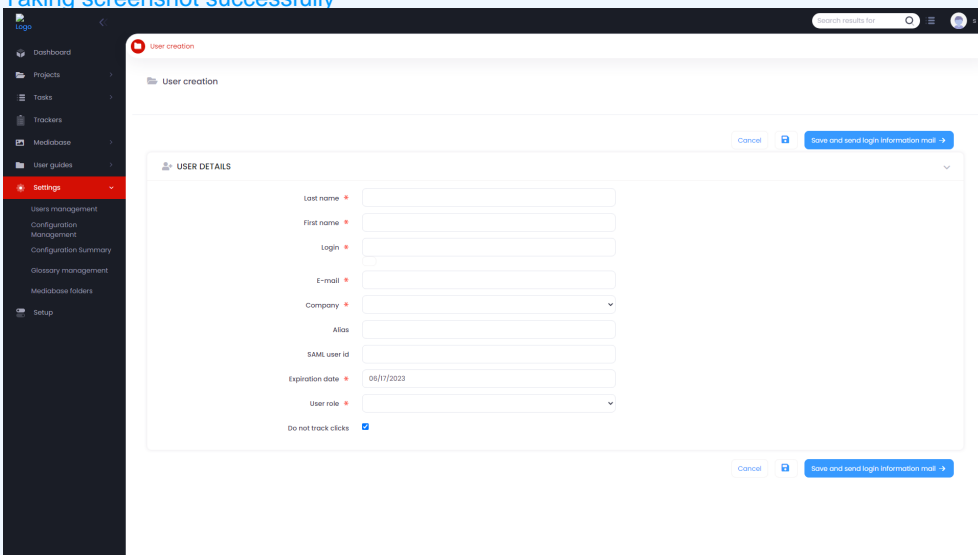 Taking screenshot successfully
Logo
Search results for
s
Dashboard
Projects
Tasks
Trackers
Mediabase
User guides
Settings
Users management
Configuration
Management
Configuration Summary
Glossary management
Mediabase folders
Setup
User creation
User creation
Cancel
Save and send login information mail →
USER DETAILS
Last name *
First name *
Login *
E-mail *
Company *
Alias
SAML user id
Expiration date * 06/17/2023
User role *
Do not track clicks
Cancel
Save and send login information mail →